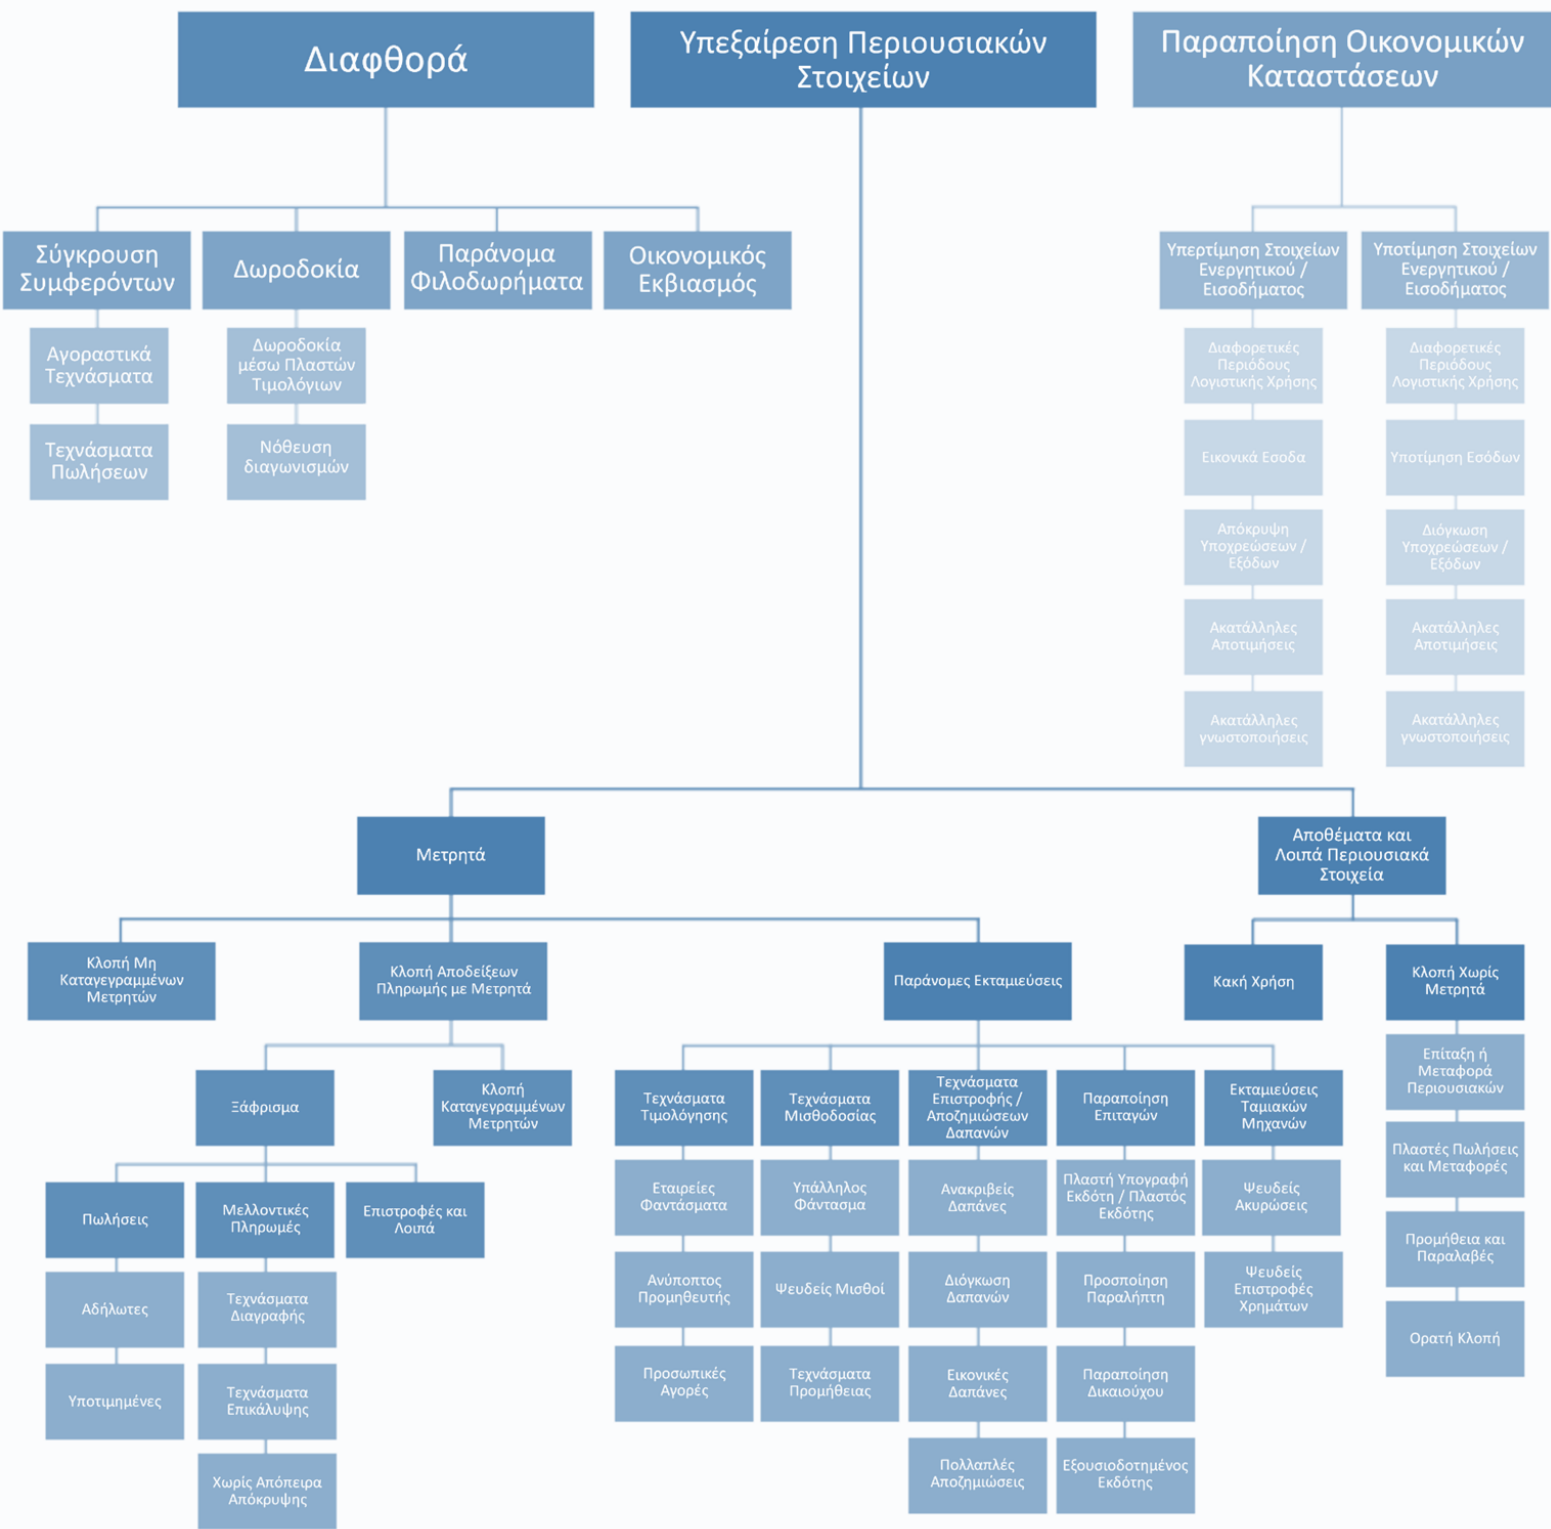 Διαφθορά
Υπεξαίρεση Περιουσιακών
Στοιχείων
Παραποίηση Οικονομικών
Καταστάσεων
Σύγκρουση
Συμφερόντων
Δωροδοκία
Παράνομα
Φιλοδωρήματα
Οικονομικός
Εκβιασμός
Αγοραστικά
Τεχνάσματα
Τεχνάσματα
Πωλήσεων
Δωροδοκία
μέσω Πλαστών
Τιμολόγιων
Νόθευση
διαγωνισμών
Υπερτίμηση Στοιχείων
Ενεργητικού /
Εισοδήματος
Διαφορετικές
Περιόδους
Λογιστικής Χρήσης
Εικονικά Εσοδα
Απόκρυψη
Υποχρεώσεων /
Εξόδων
Ακατάλληλες
Αποτιμήσεις
Ακατάλληλες
γνωστοποιήσεις
Υποτίμηση Στοιχείων
Ενεργητικού /
Εισοδήματος
Διαφορετικές
Περιόδους
Λογιστικής Χρήσης
Υποτίμηση Εσόδων
Διόγκωση
Υποχρεώσεων /
Εξόδων
Ακατάλληλες
Αποτιμήσεις
Ακατάλληλες
γνωστοποιήσεις
Μετρητά
Αποθέματα και
Λοιπά Περιουσιακά
Στοιχεία
Κλοπή Μη
Καταγεγραμμένων
Μετρητών
Κλοπή Αποδείξεων
Πληρωμής με Μετρητά
Παράνομες Εκταμιεύσεις
Κακή Χρήση
Κλοπή Χωρίς
Μετρητά
Ξάφρισμα
Κλοπή
Καταγεγραμμένων
Μετρητών
Πωλήσεις
Αδήλωτες
Υποτιμημένες
Μελλοντικές
Πληρωμές
Τεχνάσματα
Διαγραφής
Τεχνάσματα
Επικάλυψης
Χωρίς Απόπειρα
Απόκρυψης
Επιστροφές και
Λοιπά
Τεχνάσματα
Τιμολόγησης
Εταιρείες
Φαντάσματα
Ανύποπτος
Προμηθευτής
Προσωπικές
Αγορές
Τεχνάσματα
Μισθοδοσίας
Υπάλληλος
Φάντασμα
Ψευδείς Μισθοί
Τεχνάσματα
Προμήθειας
Τεχνάσματα
Επιστροφής /
Αποζημιώσεων
Δαπανών
Ανακριβείς
Δαπάνες
Διόγκωση
Δαπανών
Εικονικές
Δαπάνες
Πολλαπλές
Αποζημιώσεις
Παραποίηση
Επιταγών
Πλαστή Υπογραφή
Εκδότη / Πλαστός
Εκδότης
Προσποίηση
Παραλήπτη
Παραποίηση
Δικαιούχου
Εξουσιοδοτημένος
Εκδότης
Εκταμιεύσεις
Ταμιακών
Μηχανών
Ψευδείς
Ακυρώσεις
Ψευδείς
Επιστροφές
Χρημάτων
Επίταξη ή
Μεταφορά
Περιουσιακών
Πλαστές Πωλήσεις
και Μεταφορές
Προμήθεια και
Παραλαβές
Ορατή Κλοπή